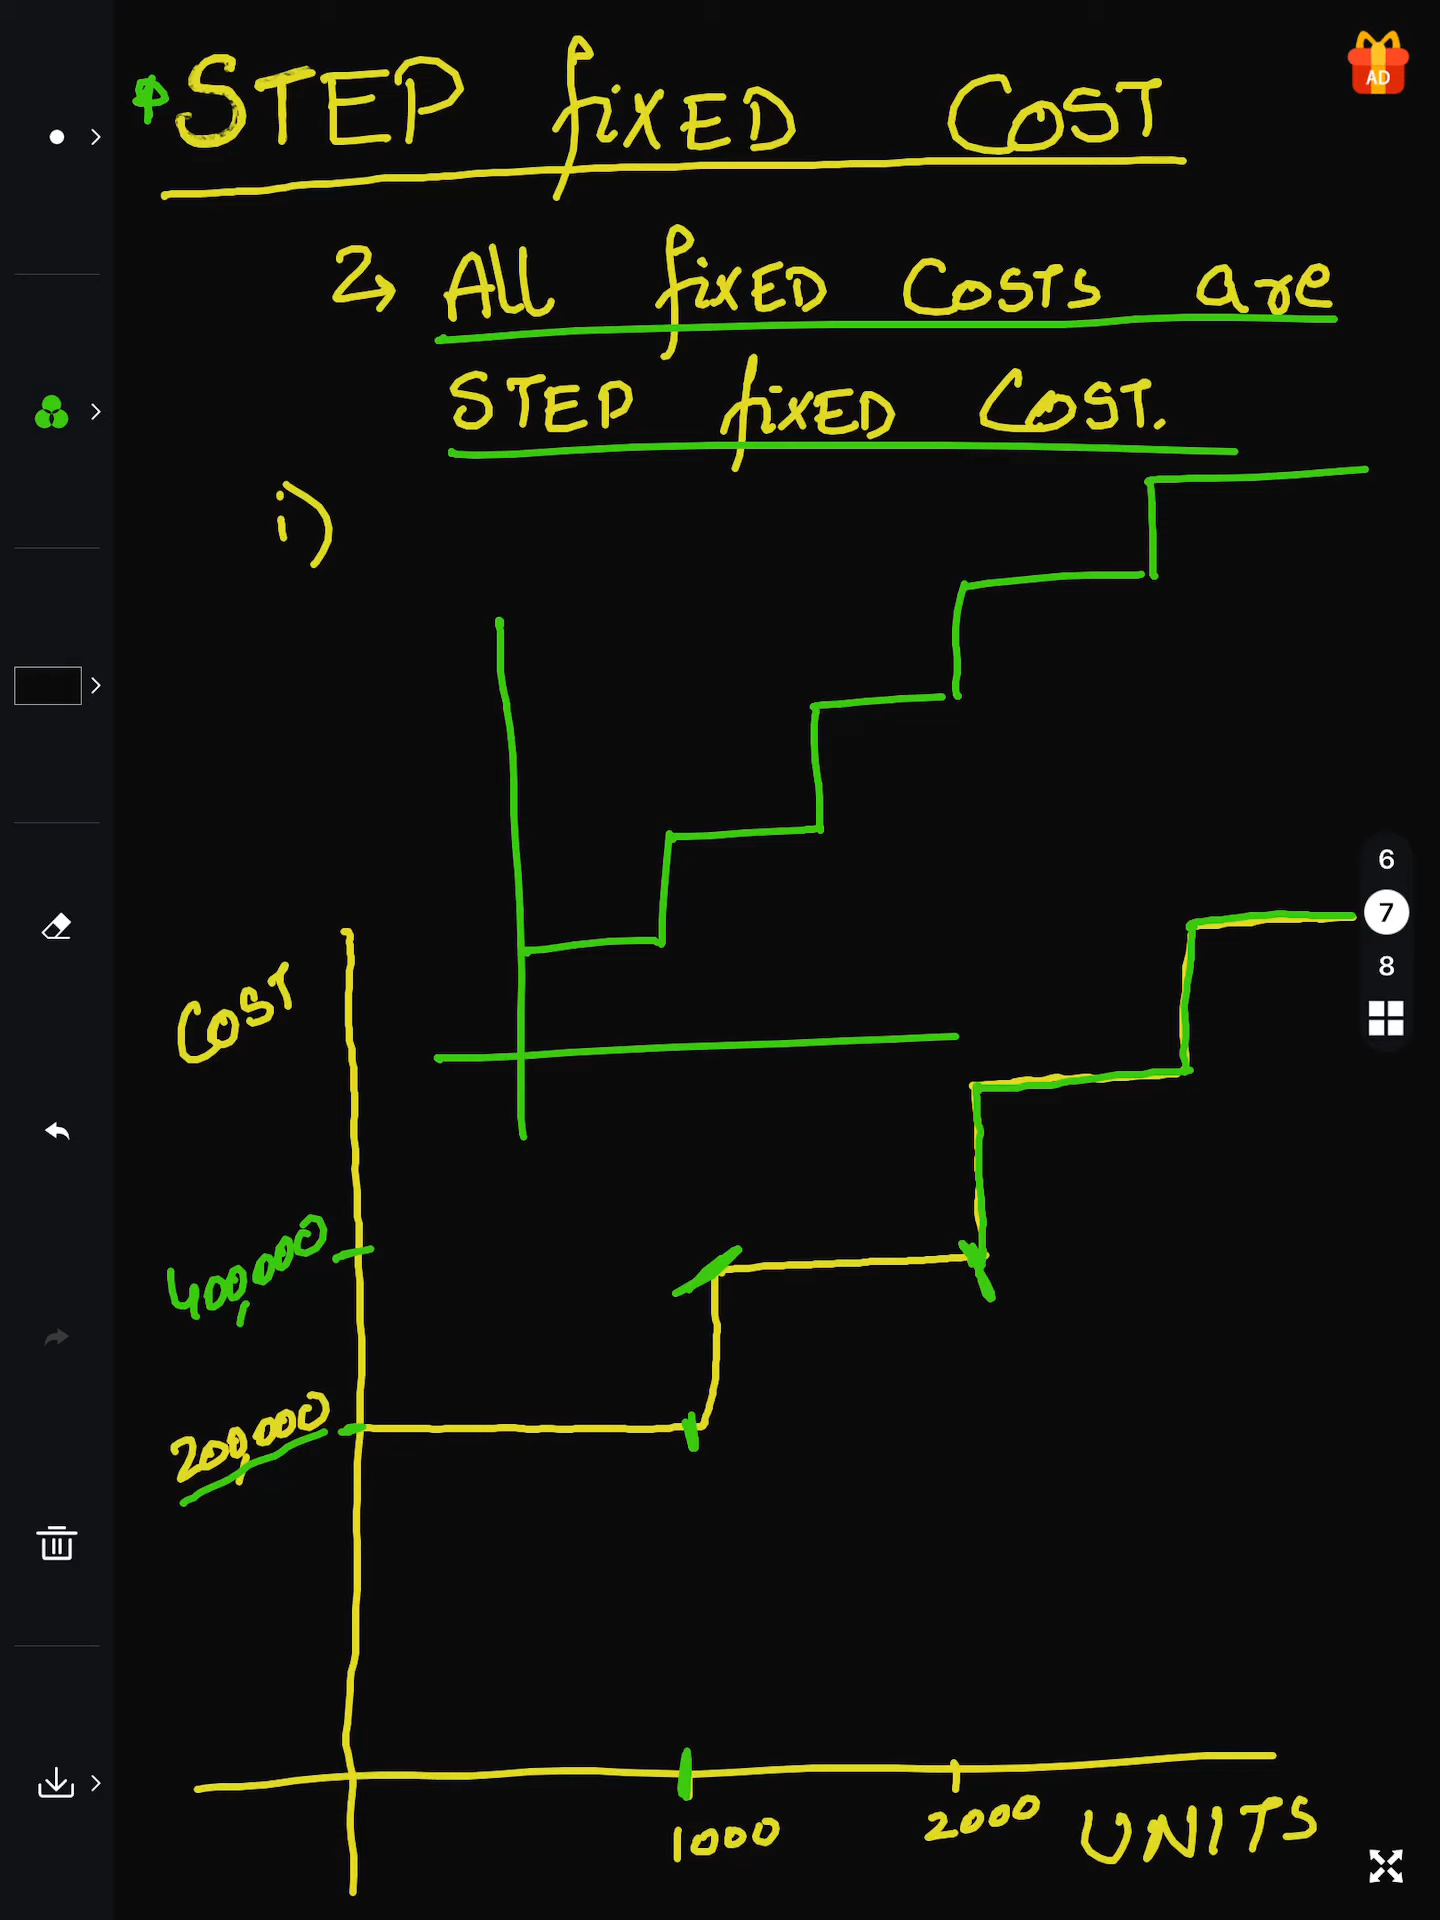 STEP fixED COST
2→ All fixED COSTS are
STEP fixED COST.
i)
COST
400,000
200,000
1000 2000 UNITS
AD
6
7
8